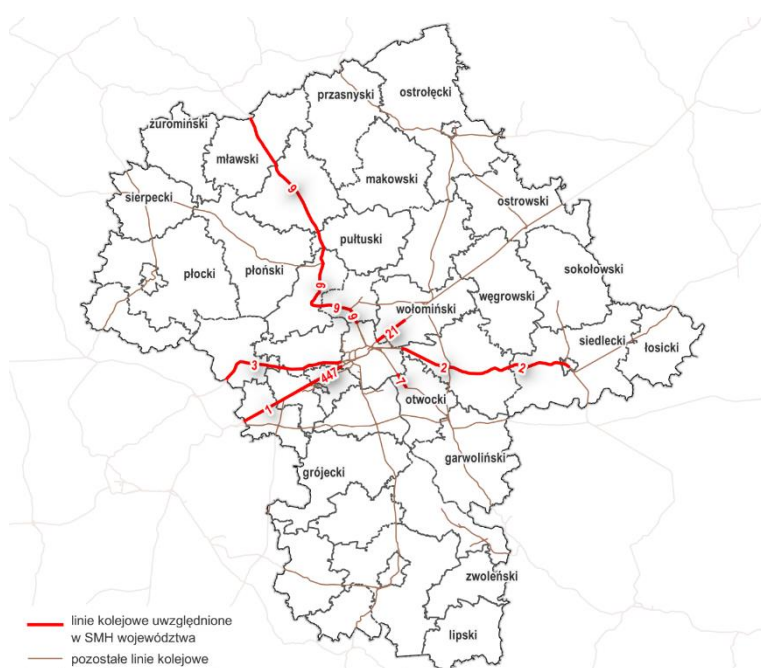 przasnyski
ostrołęcki
żuromiński
mławski
makowski
sierpecki
ostrowski
9
pułtuski
płocki
płoński
sokołowski
węgrowski
9
9
9
wołomiński
21
siedlecki
łosicki
3
447
2
2
7
otwocki
1
garwoliński
grójecki
zwoleński
lipski
linie kolejowe uwzględnione
w SMH województwa
pozostałe linie kolejowe